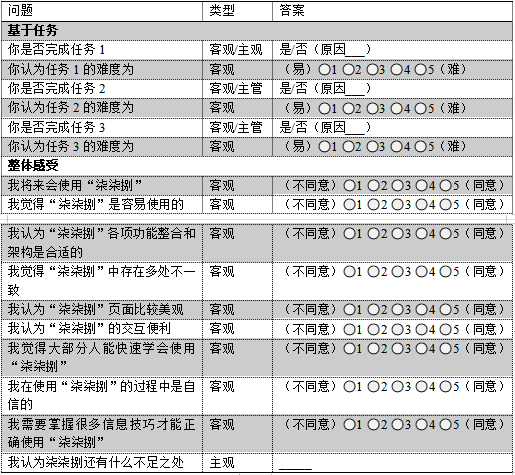 问题 类型 答案
基于任务
你是否完成任务 1 客观/主观 是/否（原因___）
你认为任务 1 的难度为 客观 （易）○1 ○2 ○3 ○4 ○5（难）
你是否完成任务 2 客观/主管 是/否（原因___）
你认为任务 2 的难度为 客观 （易）○1 ○2 ○3 ○4 ○5（难）
你是否完成任务 3 客观/主管 是/否（原因___）
你认为任务 3 的难度为 客观 （易）○1 ○2 ○3 ○4 ○5（难）
整体感受
我将来会使用“柒柒捌” 客观 （不同意）○1 ○2 ○3 ○4 ○5（同意）
我觉得“柒柒捌”是容易使用的 客观 （不同意）○1 ○2 ○3 ○4 ○5（同意）
我认为“柒柒捌”各项功能整合和 客观 （不同意）○1 ○2 ○3 ○4 ○5（同意）
架构是合适的
我觉得“柒柒捌”中存在多处不一 客观 （不同意）○1 ○2 ○3 ○4 ○5（同意）
致
我认为“柒柒捌”页面比较美观 客观 （不同意）○1 ○2 ○3 ○4 ○5（同意）
我认为“柒柒捌”的交互便利 客观 （不同意）○1 ○2 ○3 ○4 ○5（同意）
我觉得大部分人能快速学会使用 客观 （不同意）○1 ○2 ○3 ○4 ○5（同意）
“柒柒捌”
我在使用“柒柒捌”的过程中是自 客观 （不同意）○1 ○2 ○3 ○4 ○5（同意）
信的
我需要掌握很多信息技巧才能正 客观 （不同意）○1 ○2 ○3 ○4 ○5（同意）
确使用“柒柒捌”
我认为柒柒捌还有什么不足之处 主观 _____